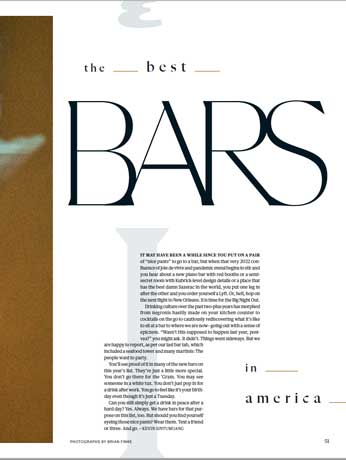 the best
BARS
IT MAY HAVE BEEN A WHILE SINCE YOU PUT ON A PAIR
of "nice pants" to go to a bar, but when that very 2022 con-
fluence of joie de vivre and pandemic ennui begins to stir and
you hear about a new piano bar with red booths or a semi-
secret room with Kubrick-level design details or a place that
has the best damn Sazerac in the world, you put one leg in
after the other and you order yourself a Lyft. Or, hell, hop on
the next flight to New Orleans. It is time for the Big Night Out.
Drinking culture over the past two-plus years has morphed
from negronis hastily made on your kitchen counter to
cocktails on the go to cautiously rediscovering what it's like
to sit at a bar to where we are now–going out with a sense of
epicness. "Wasn't this supposed to happen last year, post-
vax?" you might ask. It didn't. Things went sideways. But we
are happy to report, as per our last bar tab, which
included a seafood tower and many martinis: The
people want to party.
You'll see proof of it in many of the new bars on
this year's list. They're just a little more special.
You don't go there for the 'Gram. You may see
someone in a white tux. You don't just pop in for
a drink after work. You go to feel like it's your birth-
day even though it's just a Tuesday.
Can you still simply get a drink in peace after a
hard day? Yes. Always. We have bars for that pur-
pose on this list, too. But should you find yourself
eyeing those nice pants? Wear them. Text a friend
or three. And go. –KEVIN SINTUMUANG
in
america
PHOTOGRAPHS BY BRIAN FINKE
51